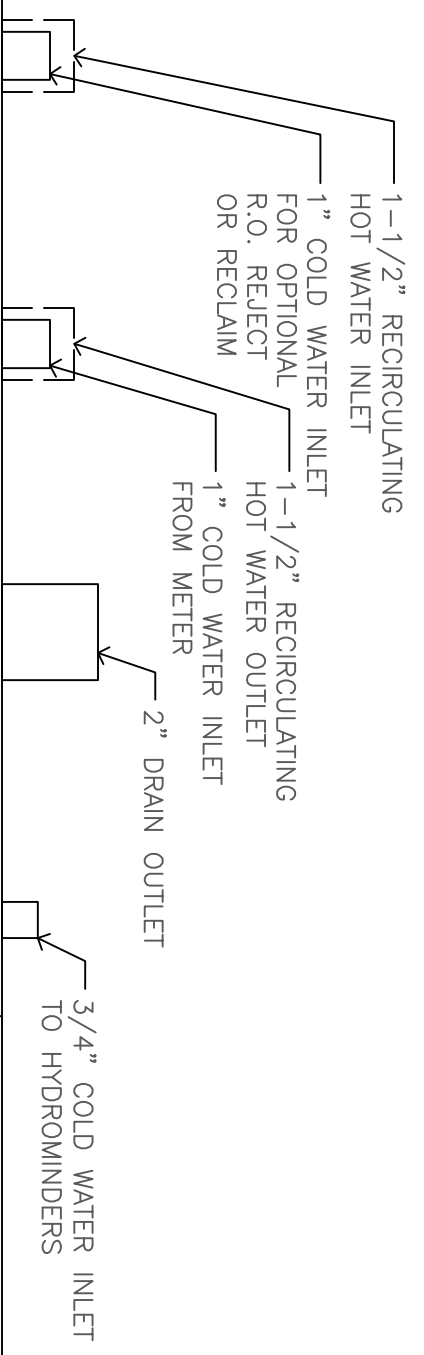 1-1/2" RECIRCULATING
HOT WATER INLET
1" COLD WATER INLET
FOR OPTIONAL
R.O. REJECT
OR RECLAIM
1-1/2" RECIRCULATING
HOT WATER OUTLET
1" COLD WATER INLET
FROM METER
2" DRAIN OUTLET
3/4" COLD WATER INLET
TO HYDROMINDERS